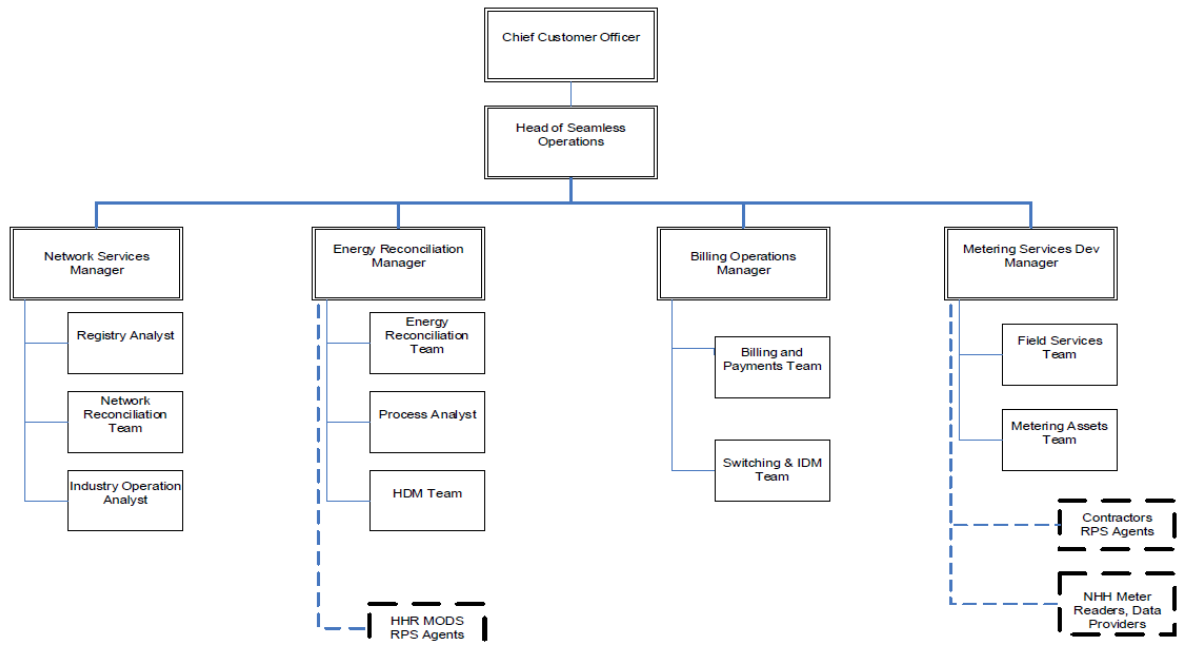 Chief Customer Officer
Head of Seamless
Operations
Network Services
Manager
Energy Reconciliation
Manager
Billing Operations
Manager
Metering Services Dev
Manager
Registry Analyst
Network
Reconciliation
Team
Industry Operation
Analyst
Energy
Reconciliation
Team
Process Analyst
HDM Team
HHR MODS
RPS Agents
Billing and
Payments Team
Switching & IDM
Team
Field Services
Team
Metering Assets
Team
Contractors
RPS Agents
NHH Meter
Readers, Data
Providers